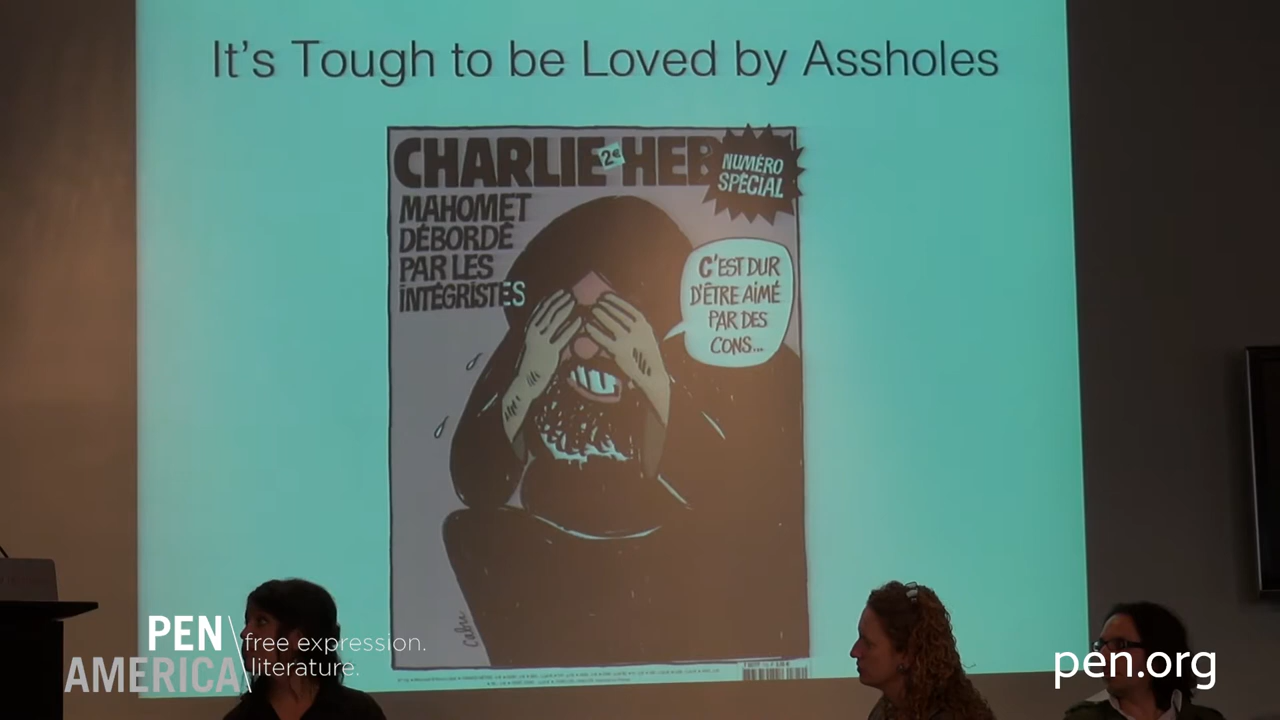 It's Tough to be Loved by Assholes
CHARLIE HEB
2€
NUMÉRO
SPÉCIAL
MAHOMET
DÉBORDÉ
PAR LES
INTÉGRISTES
C'EST DUR
D'ÊTRE AIMÉ
PAR DES
CONS...
Cabu
PEN
AMERICA
free expression.
literature.
pen.org